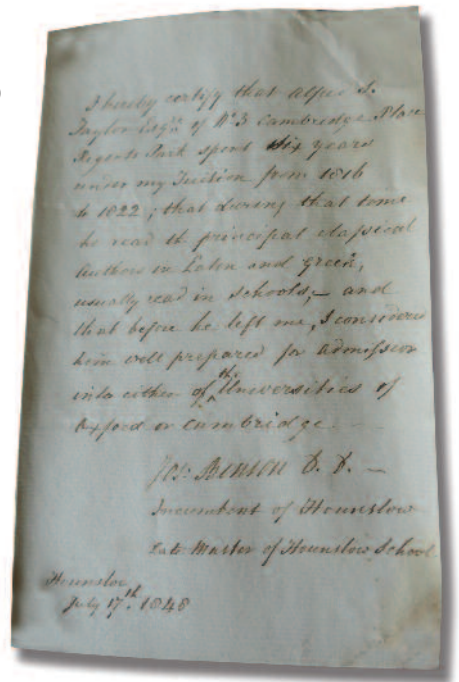 I hereby certify that Alfred S.
Taylor Esqre. of No. 3 Cambridge Place
Regents Park spent six years
under my Tuition from 1816
to 1822; that during that time
he read the principal classical
Authors in Latin and Greek,
usually read in Schools; – and
that before he left me, I considered
him well prepared for admission
into either of the Universities of
Oxford or Cambridge. –
Jos: BENSON D. D. –
Incumbent of Hounslow
Late Master of Hounslow School
Hounslow
July 17th. 1848